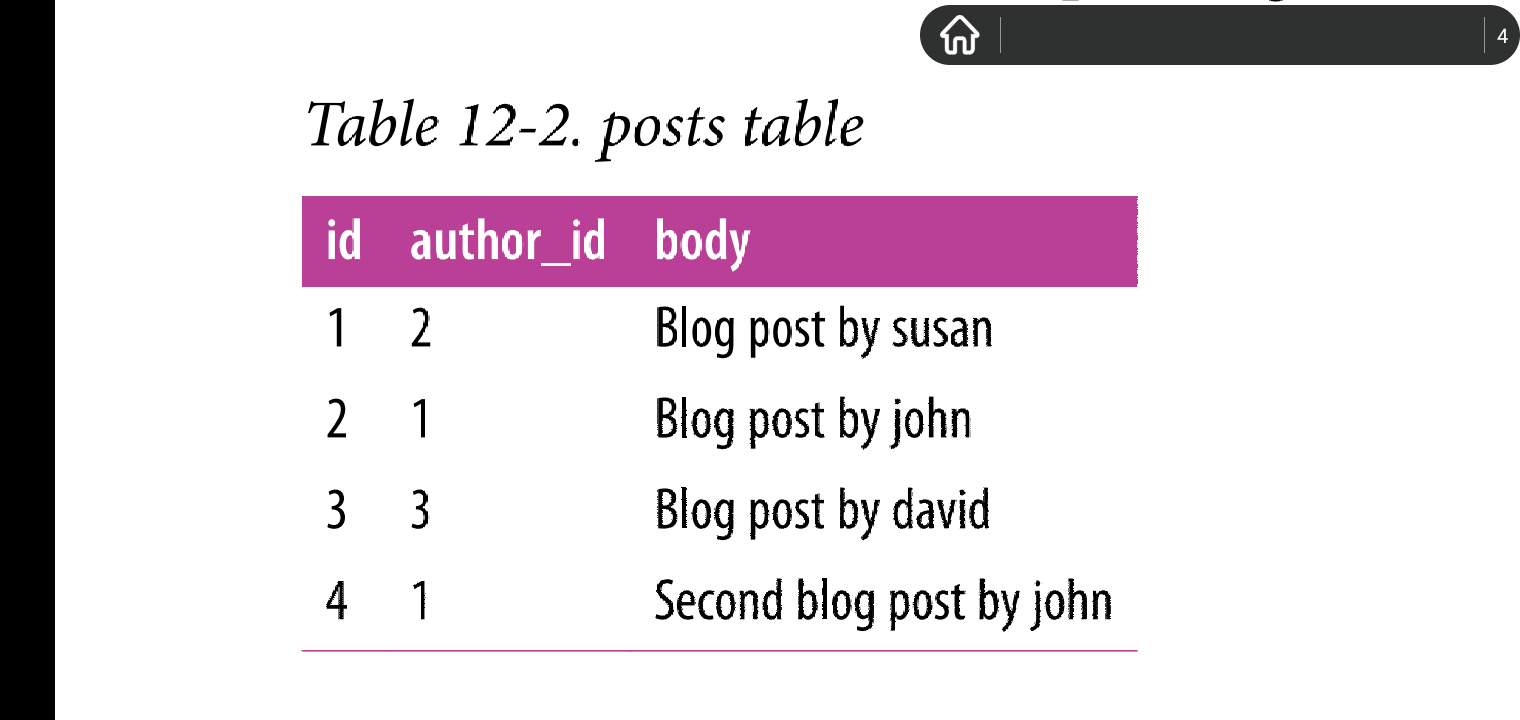 4
Table 12-2. posts table
id author_id body
1 2 Blog post by susan
2 1 Blog post by john
3 3 Blog post by david
4 1 Second blog post by john